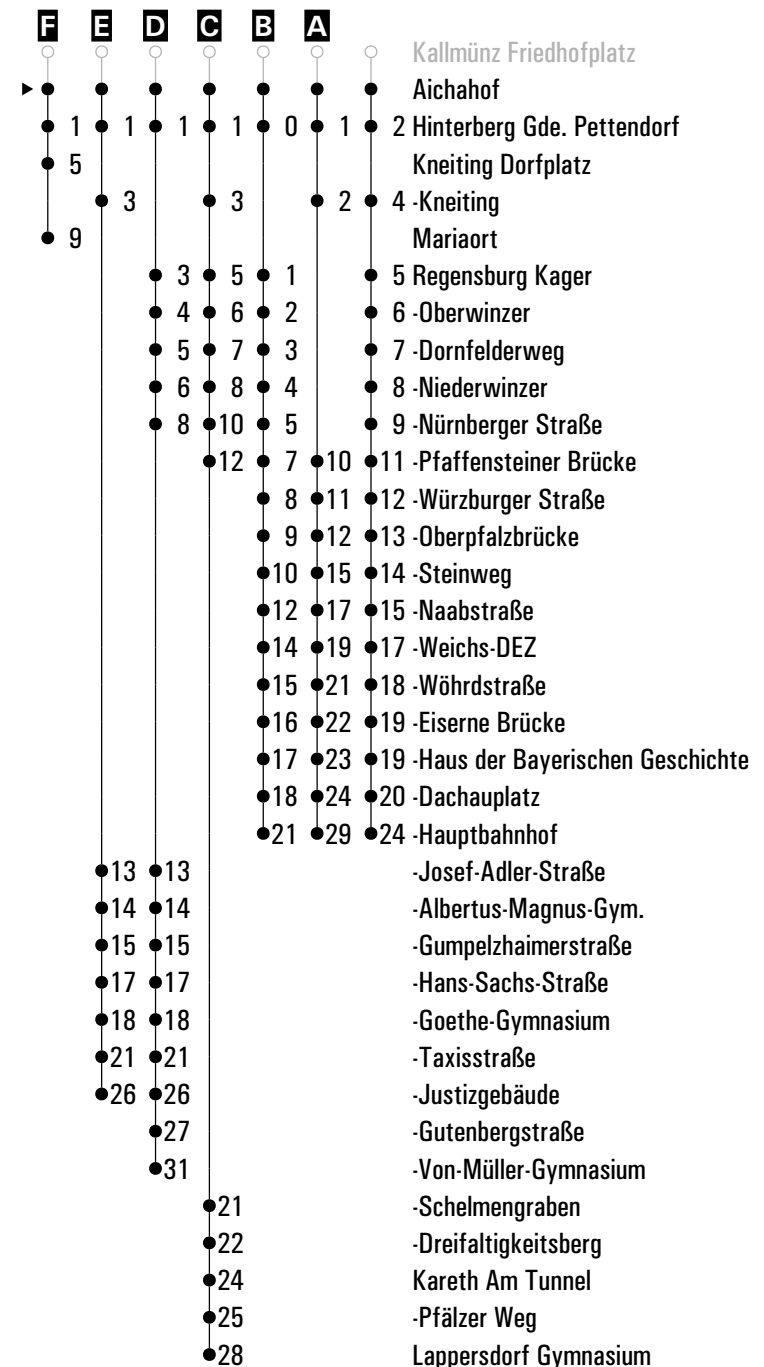 F E D C B A
Kallmünz Friedhofplatz
Aichahof
1 1 1 1 0 1 2 Hinterberg Gde. Pettendorf
5 Kneiting Dorfplatz
3 3 2 4 -Kneiting
9 Mariaort
3 5 1 5 Regensburg Kager
4 6 2 6 -Oberwinzer
5 7 3 7 -Dornfelderweg
6 8 4 8 -Niederwinzer
8 10 5 9 -Nürnberger Straße
12 7 10 11 -Pfaffensteiner Brücke
8 11 12 -Würzburger Straße
9 12 13 -Oberpfalzbrücke
10 15 14 -Steinweg
12 17 15 -Naabstraße
14 19 17 -Weichs-DEZ
15 21 18 -Wöhrdstraße
16 22 19 -Eiserne Brücke
17 23 19 -Haus der Bayerischen Geschichte
18 24 20 -Dachauplatz
21 29 24 -Hauptbahnhof
13 13 -Josef-Adler-Straße
14 14 -Albertus-Magnus-Gym.
15 15 -Gumpelzhaimerstraße
17 17 -Hans-Sachs-Straße
18 18 -Goethe-Gymnasium
21 21 -Taxisstraße
26 26 -Justizgebäude
27 -Gutenbergstraße
31 -Von-Müller-Gymnasium
21 -Schelmengraben
22 -Dreifaltigkeitsberg
24 Kareth Am Tunnel
25 -Pfälzer Weg
28 Lappersdorf Gymnasium